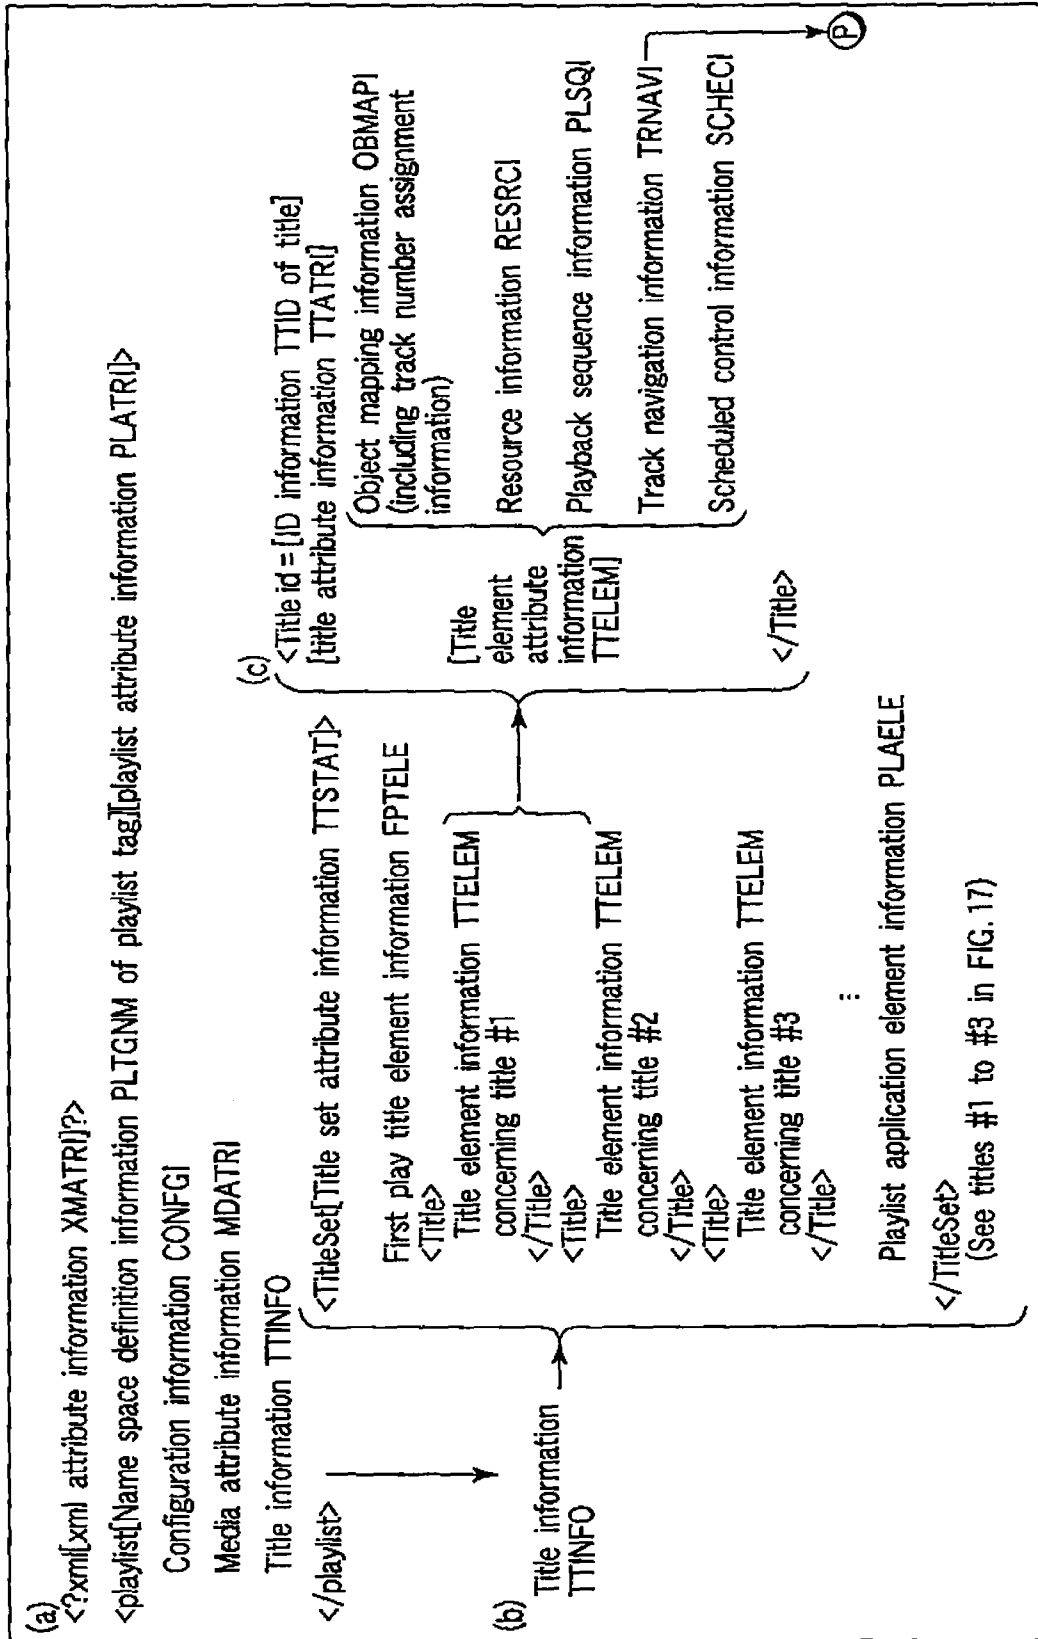 (a)
<?xml[xml attribute information XMATRI]?>
<playlist[Name space definition information PLTGNM of playlist tag][playlist attribute information PLATRI]>
Configuration information CONFGI
Media attribute information MDATRI
Title information TTINFO
</playlist>
(b)
Title information
TTINFO
<TitleSet[Title set attribute information TTSTAT]>
First play title element information FPTELE
<Title>
Title element information TTELEM
concerning title #1
</Title>
<Title>
Title element information TTELEM
concerning title #2
</Title>
<Title>
Title element information TTELEM
concerning title #3
</Title>
⋮
Playlist application element information PLAELE
</TitleSet>
(See titles #1 to #3 in FIG. 17)
(c)
<Title id = [ID information TTID of title]
[title attribute information TTATRI]
[Title
element
attribute
information
TTELEM]
Object mapping information OBMAPI
(including track number assignment
information)
Resource information RESRCI
Playback sequence information PLSQI
Track navigation information TRNAVI
Scheduled control information SCHECI
</Title>
P